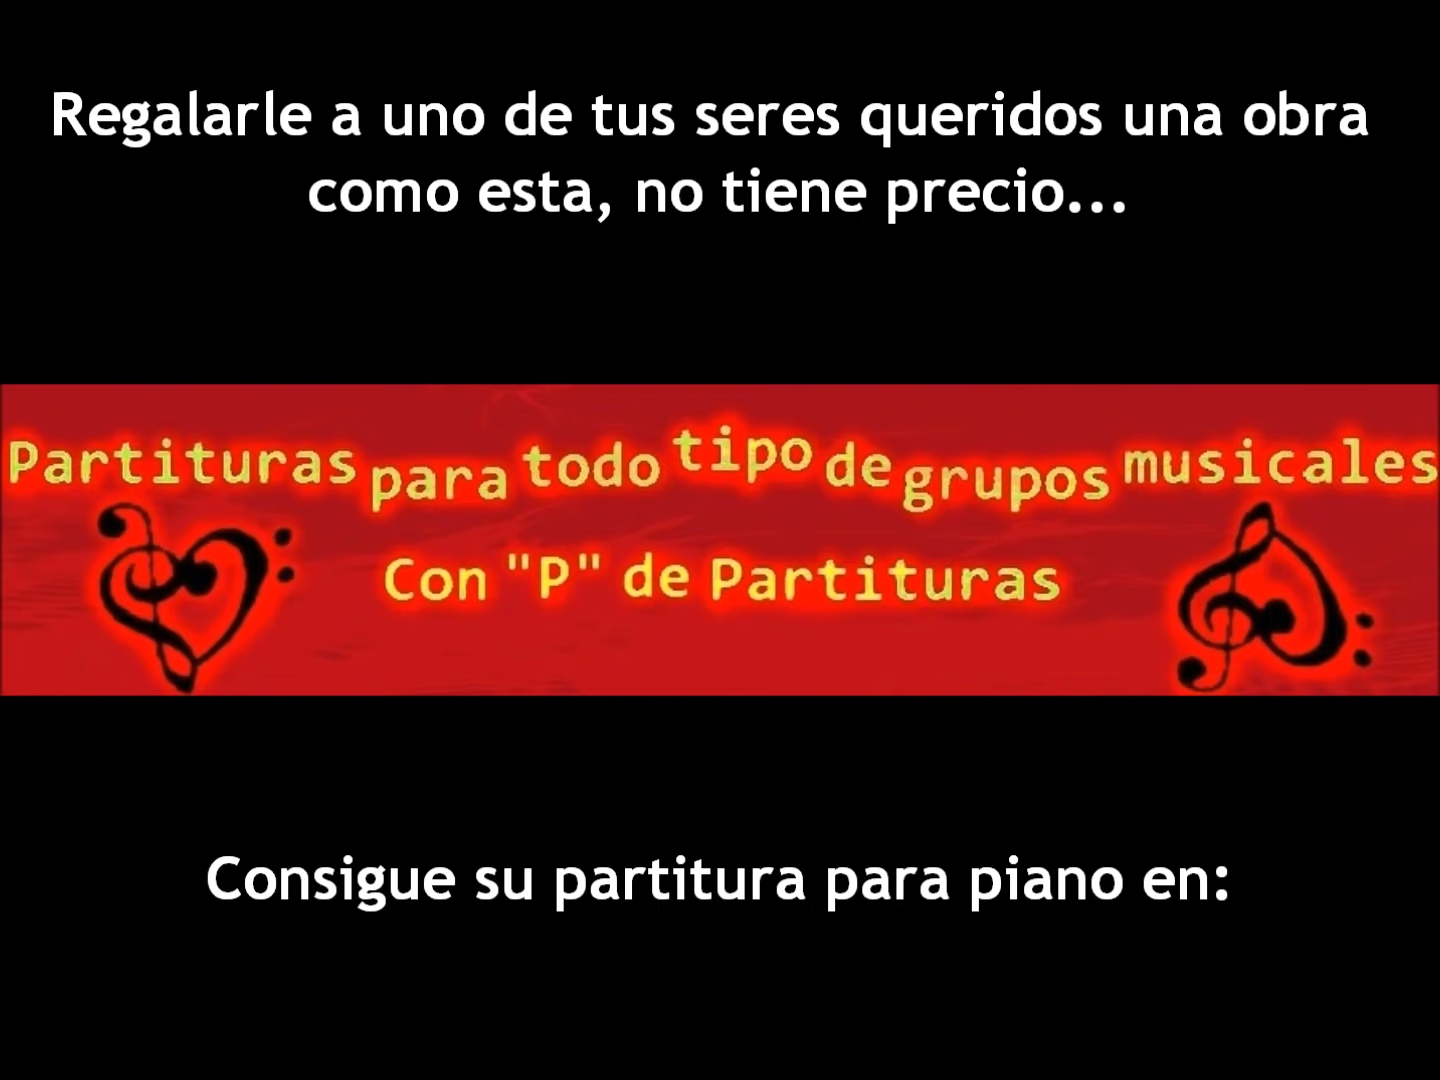 Regalarle a uno de tus seres queridos una obra
como esta, no tiene precio...
Partituras para todo tipo de grupos musicales
Con "P" de Partituras
Consigue su partitura para piano en: